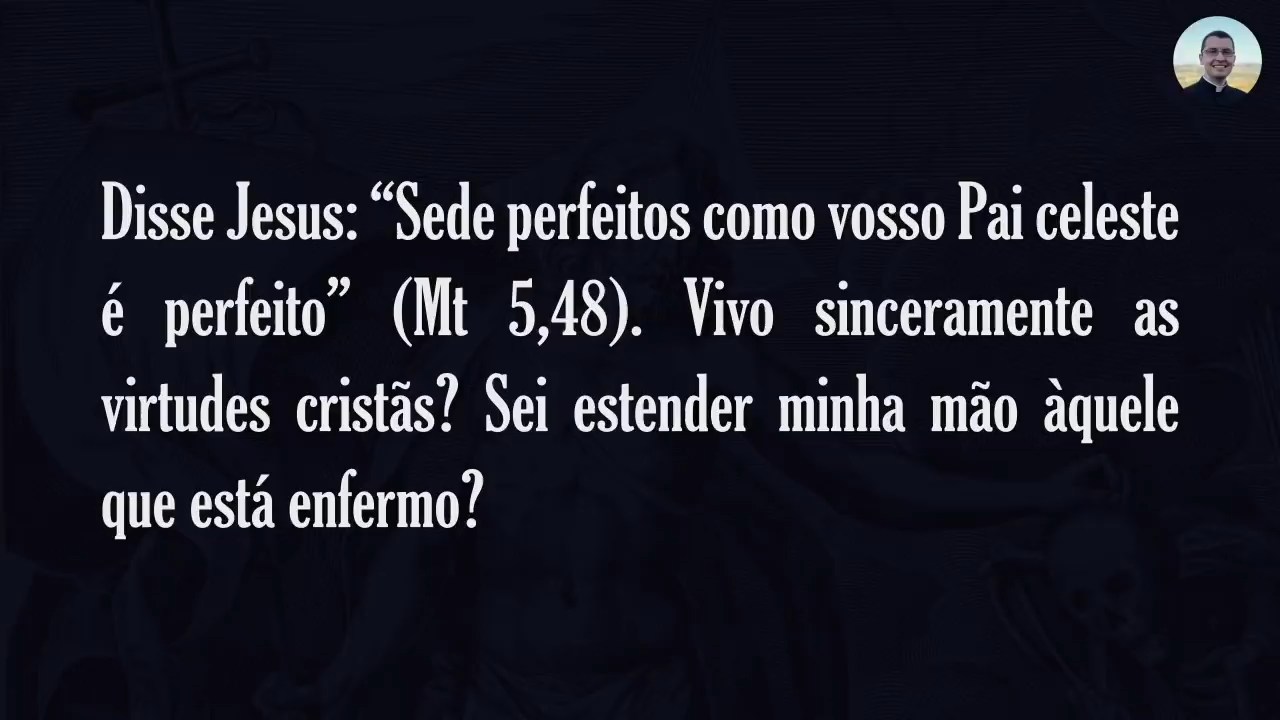 Disse Jesus: “Sede perfeitos como vosso Pai celeste
é perfeito” (Mt 5,48). Vivo sinceramente as
virtudes cristãs? Sei estender minha mão àquele
que está enfermo?